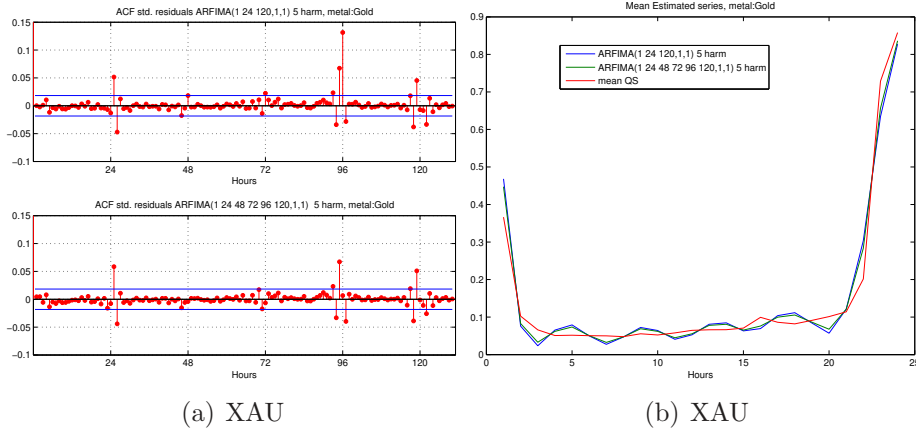 ACF std. residuals ARFIMA(1 24 120,1,1) 5 harm, metal:Gold
0.15
0.1
0.05
0
−0.05
−0.1
24 48 72 96 120
Hours
ACF std. residuals ARFIMA(1 24 48 72 96 120,1,1)  5 harm, metal:Gold
0.15
0.1
0.05
0
−0.05
−0.1
24 48 72 96 120
Hours
(a) XAU
Mean Estimated series, metal:Gold
0.9
0.8
0.7
0.6
0.5
0.4
0.3
0.2
0.1
0
ARFIMA(1 24 120,1,1) 5 harm
ARFIMA(1 24 48 72 96 120,1,1) 5 harm
mean QS
0 5 10 15 20 25
Hours
(b) XAU